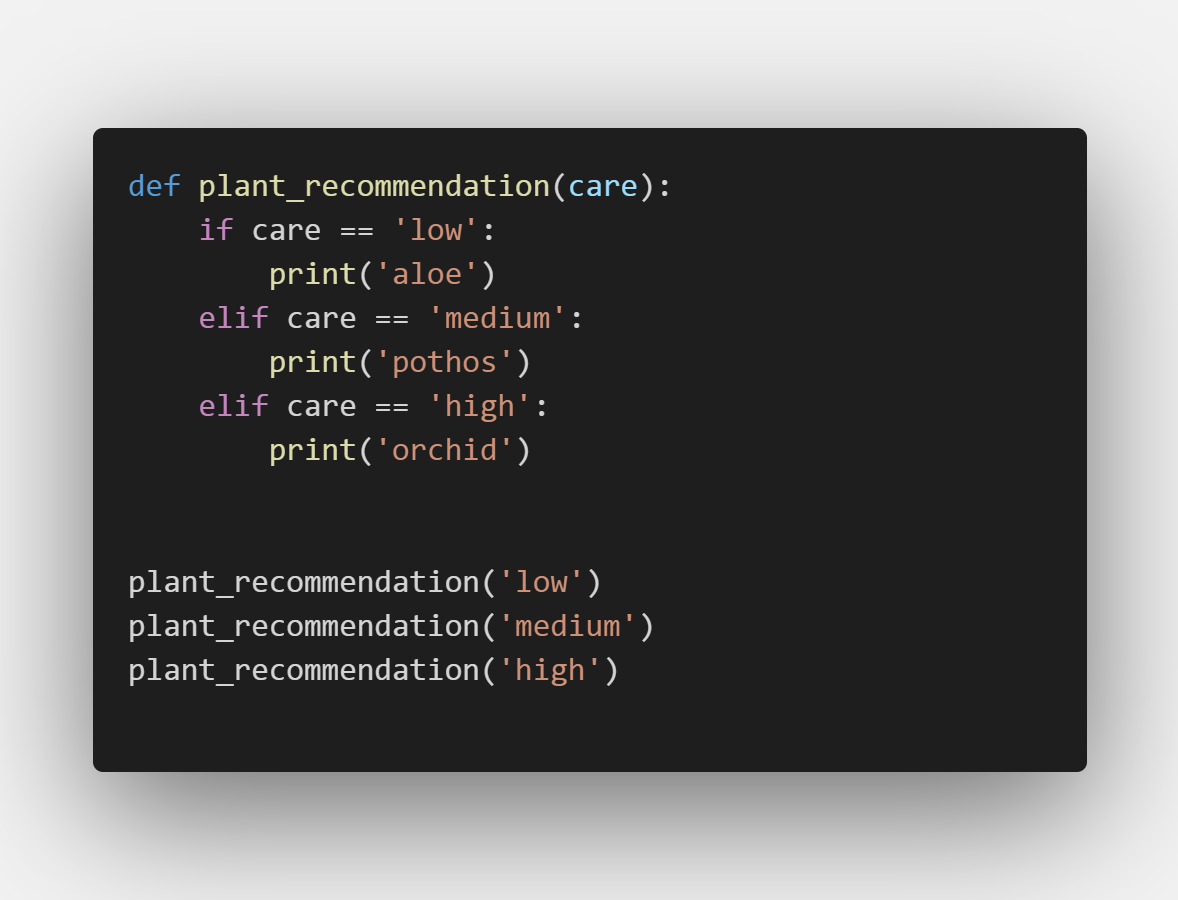 def plant_recommendation(care):
    if care == 'low':
        print('aloe')
    elif care == 'medium':
        print('pothos')
    elif care == 'high':
        print('orchid')
plant_recommendation('low')
plant_recommendation('medium')
plant_recommendation('high')